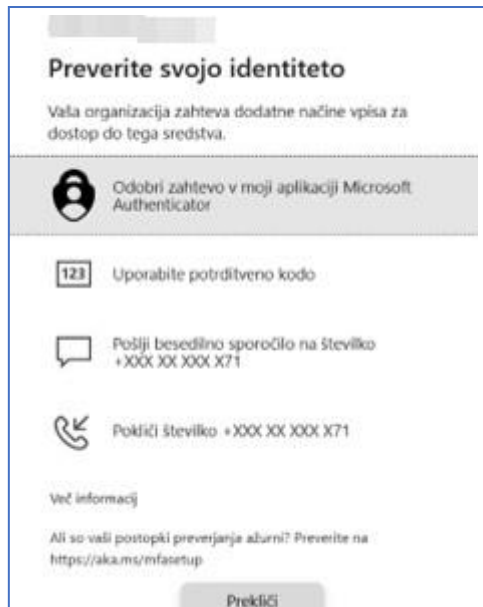 Preverite svojo identiteto
Vaša organizacija zahteva dodatne načine vpisa za
dostop do tega sredstva.
Odobri zahtevo v moji aplikaciji Microsoft
Authenticator
123
Uporabite potrditveno kodo
Pošlji besedilno sporočilo na številko
+XXX XX XXX X71
Pokliči številko +XXX XX XXX X71
Več informacij
Ali so vaši postopki preverjanja ažurni? Preverite na
https://aka.ms/mfasetup
Prekliči